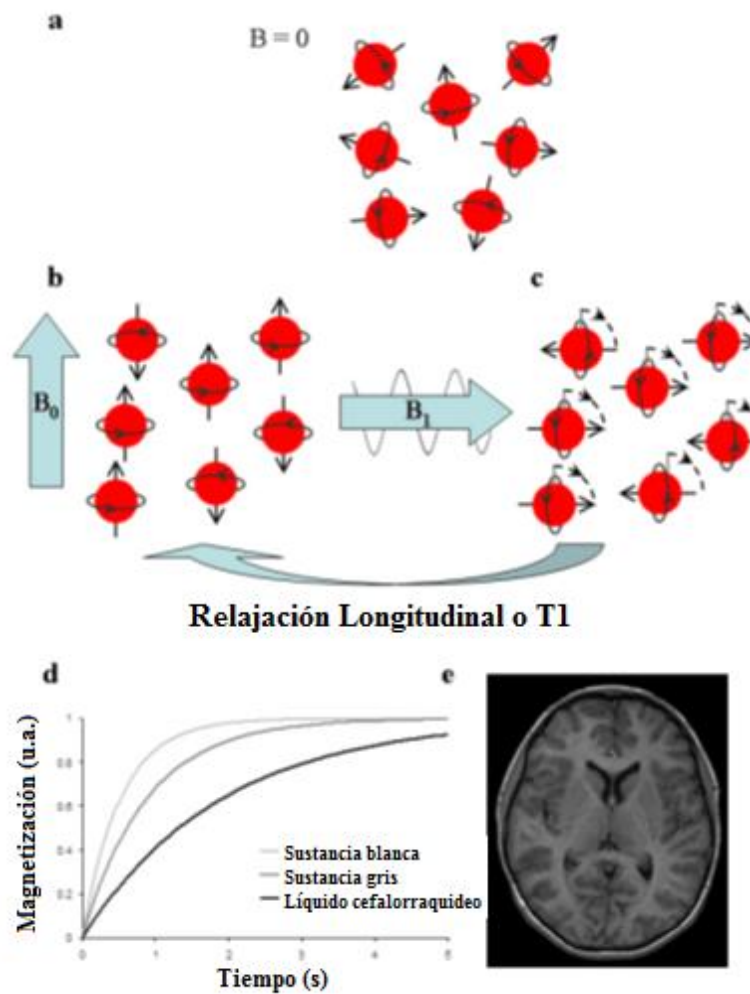 a
B = 0
b
c
B₀
B₁
Relajación Longitudinal o T1
d
e
Magnetización (u.a.)
1
0.8
0.6
0.4
0.2
0
Sustancia blanca
Sustancia gris
Líquido cefalorraquideo
0 1 2 3 4 5
Tiempo (s)